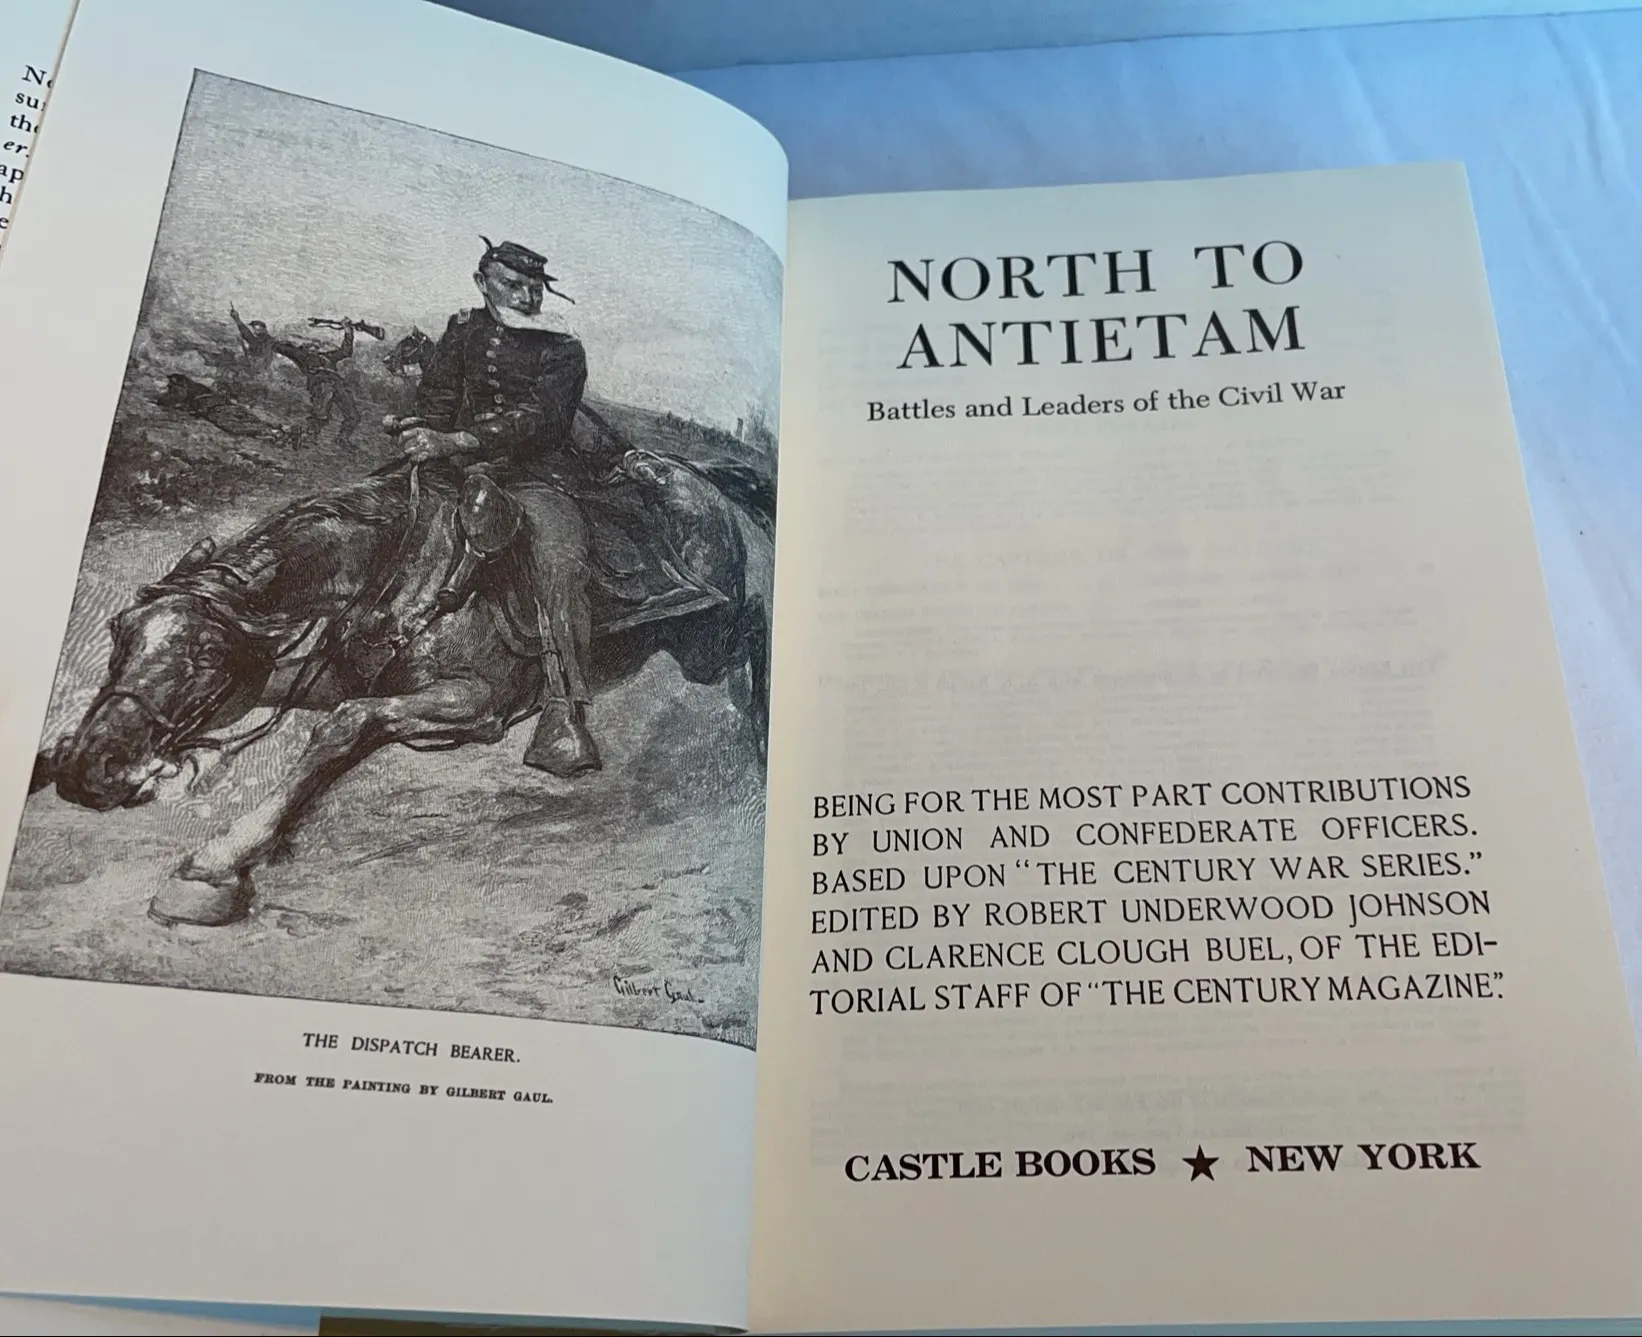 su
er.
ap
h
e
Gilbert Gaul
THE DISPATCH BEARER.
FROM THE PAINTING BY GILBERT GAUL.
NORTH TO
ANTIETAM
Battles and Leaders of the Civil War
BEING FOR THE MOST PART CONTRIBUTIONS
BY UNION AND CONFEDERATE OFFICERS.
BASED UPON “THE CENTURY WAR SERIES.”
EDITED BY ROBERT UNDERWOOD JOHNSON
AND CLARENCE CLOUGH BUEL, OF THE EDI-
TORIAL STAFF OF “THE CENTURY MAGAZINE.”
CASTLE BOOKS ★ NEW YORK